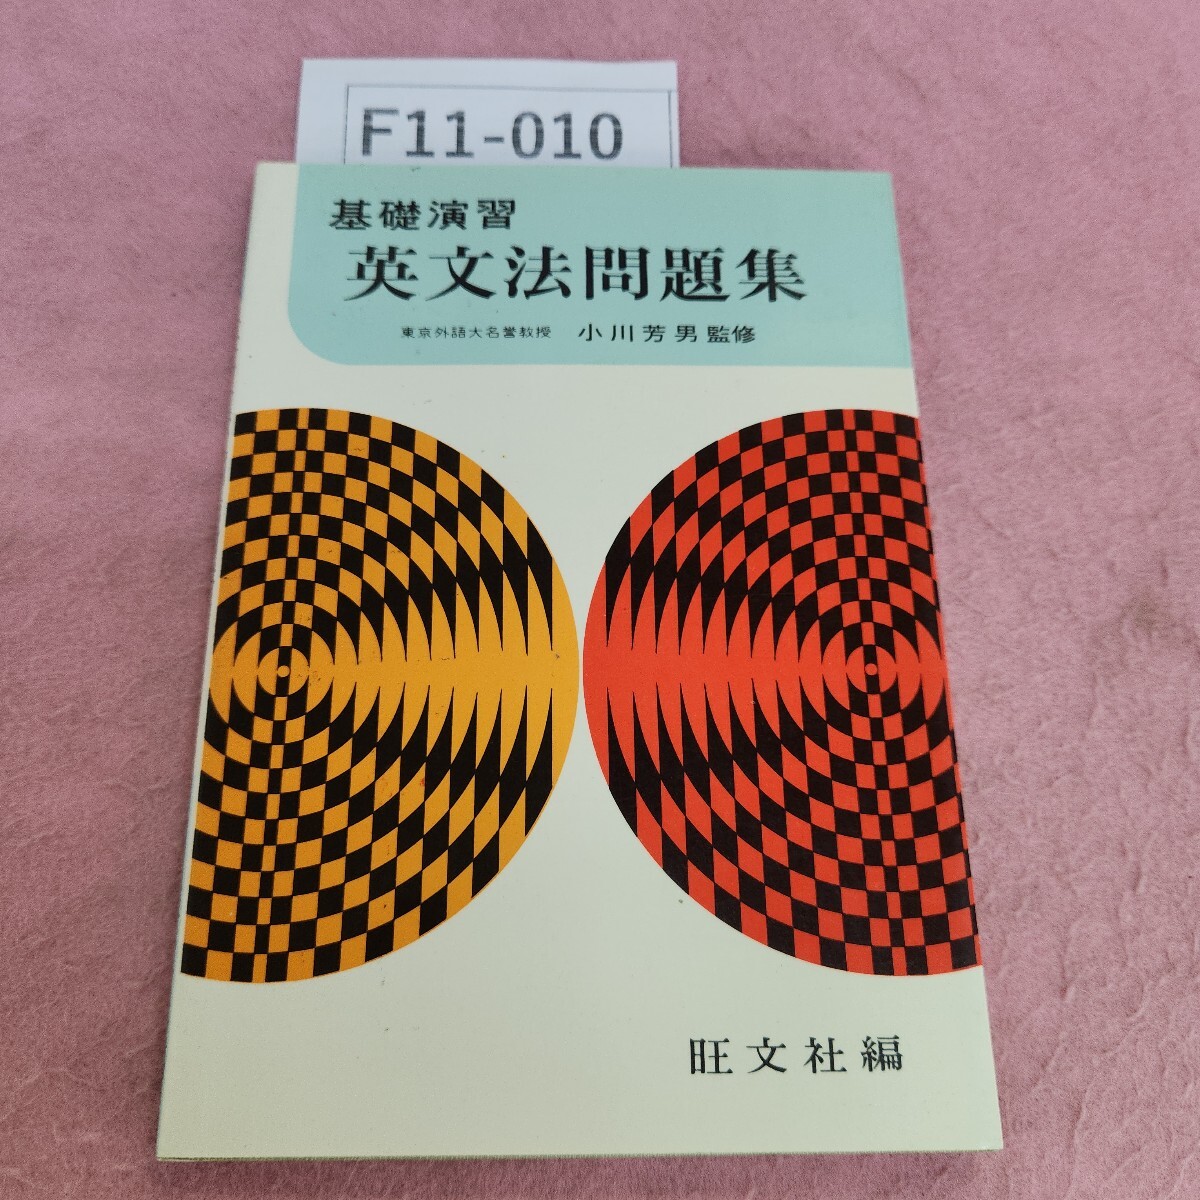 F11-010
基礎演習
英文法問題集
東京外語大名誉教授 小川芳男監修
旺文社編